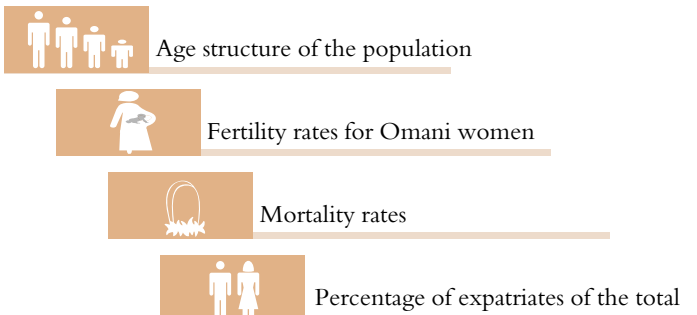 Age structure of the population
Fertility rates for Omani women
Mortality rates
Percentage of expatriates of the total